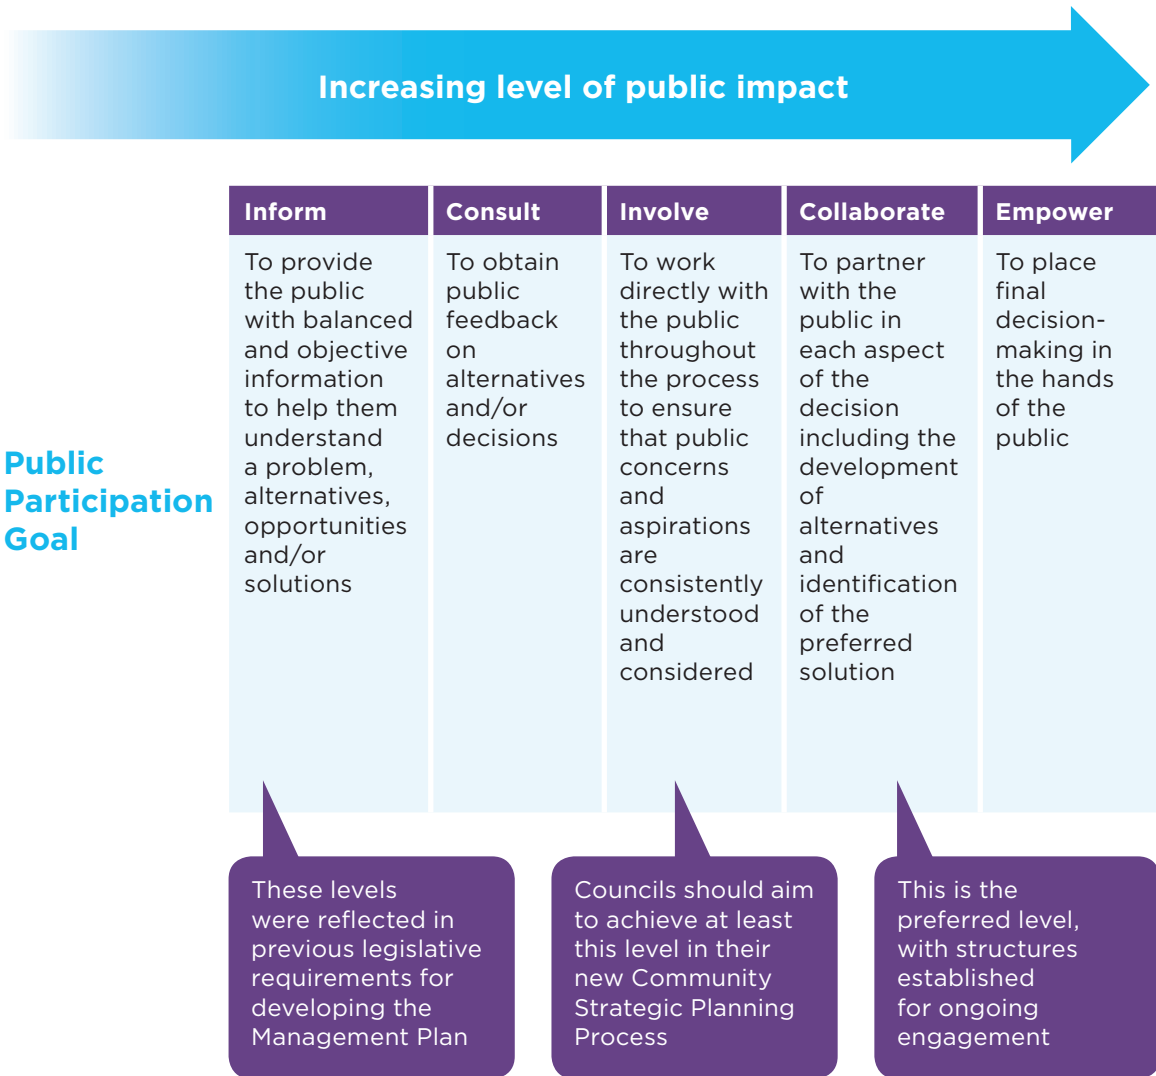 Increasing level of public impact
Public
Participation
Goal
Inform
To provide
the public
with balanced
and objective
information
to help them
understand
a problem,
alternatives,
opportunities
and/or
solutions
Consult
To obtain
public
feedback
on
alternatives
and/or
decisions
Involve
To work
directly with
the public
throughout
the process
to ensure
that public
concerns
and
aspirations
are
consistently
understood
and
considered
Collaborate
To partner
with the
public in
each aspect
of the
decision
including the
development
of
alternatives
and
identification
of the
preferred
solution
Empower
To place
final
decision-
making in
the hands
of the
public
These levels
were reflected in
previous legislative
requirements for
developing the
Management Plan
Councils should aim
to achieve at least
this level in their
new Community
Strategic Planning
Process
This is the
preferred level,
with structures
established
for ongoing
engagement